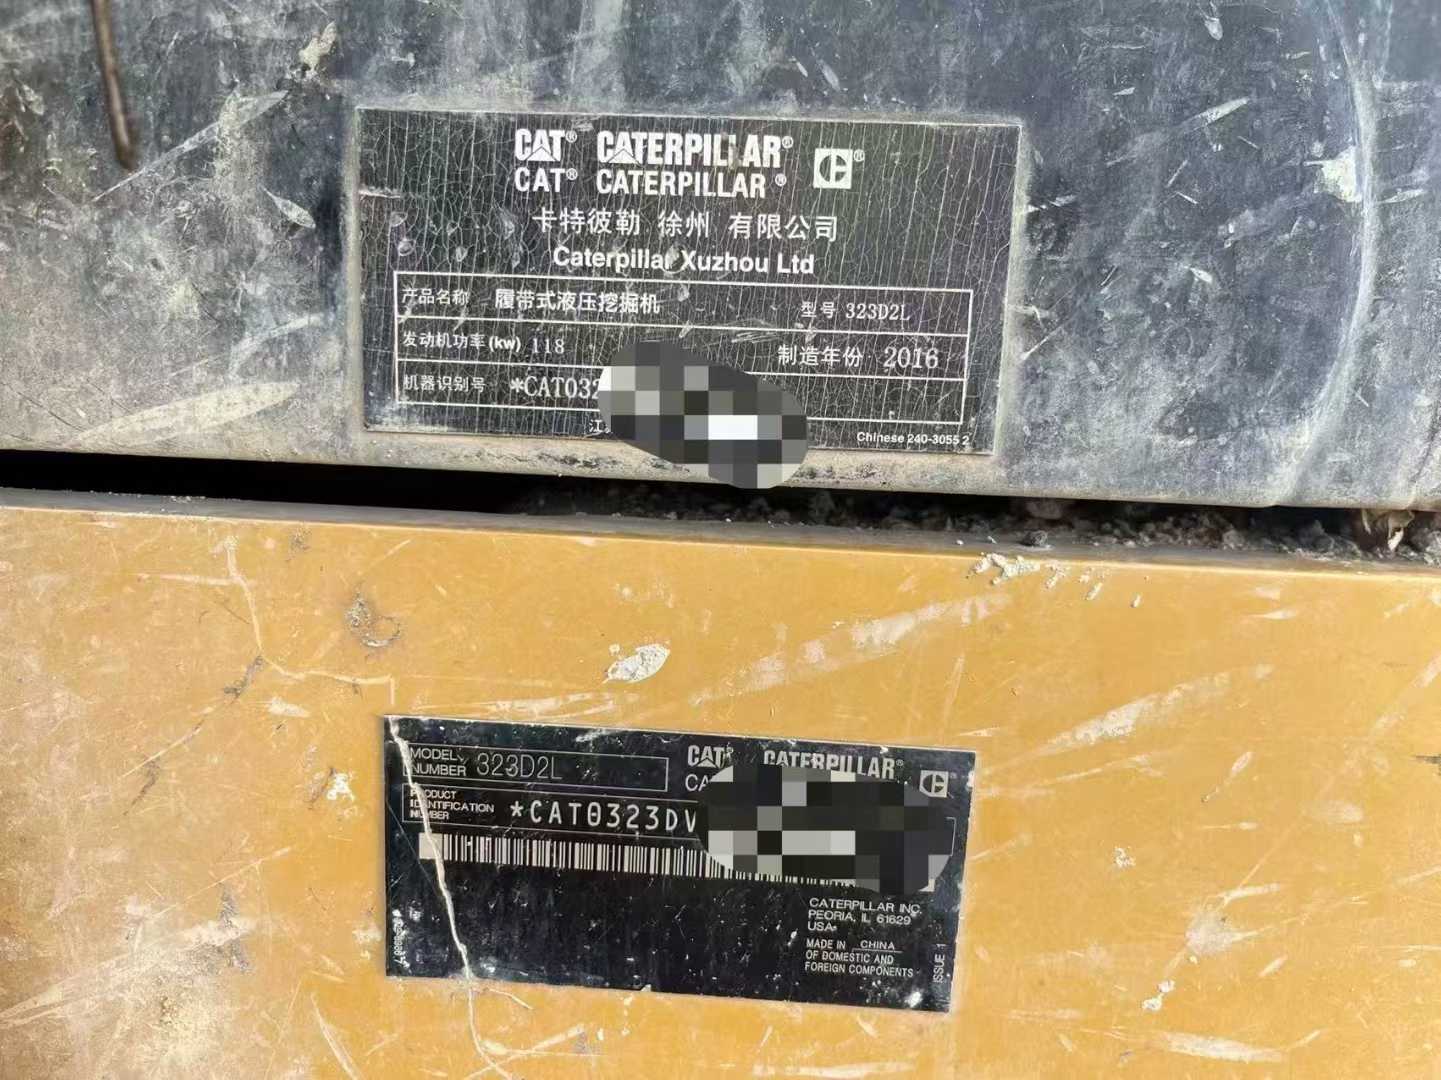 CAT® CATERPILLAR®
CAT® CATERPILLAR®
卡特彼勒 徐州 有限公司
Caterpillar Xuzhou Ltd
产品名称 履带式液压挖掘机 型号 323D2L
发动机功率(kw) 118 制造年份 2016
机器识别号 *CAT032
Chinese 240-3055 2
MODEL NUMBER 323D2L
CAT® CATERPILLAR®
PRODUCT IDENTIFICATION NUMBER *CAT0323DV
CATERPILLAR INC.
PEORIA, IL 61629
USA
MADE IN CHINA
OF DOMESTIC AND
FOREIGN COMPONENTS
ISSUE 1